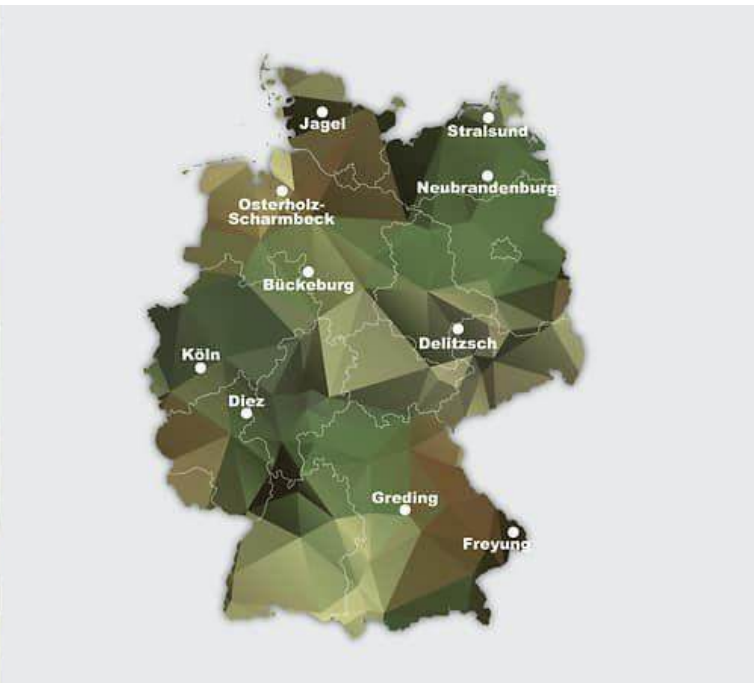 Jagel
Stralsund
Neubrandenburg
Osterholz-
Scharmbeck
Bückeburg
Delitzsch
Köln
Diez
Greding
Freyung